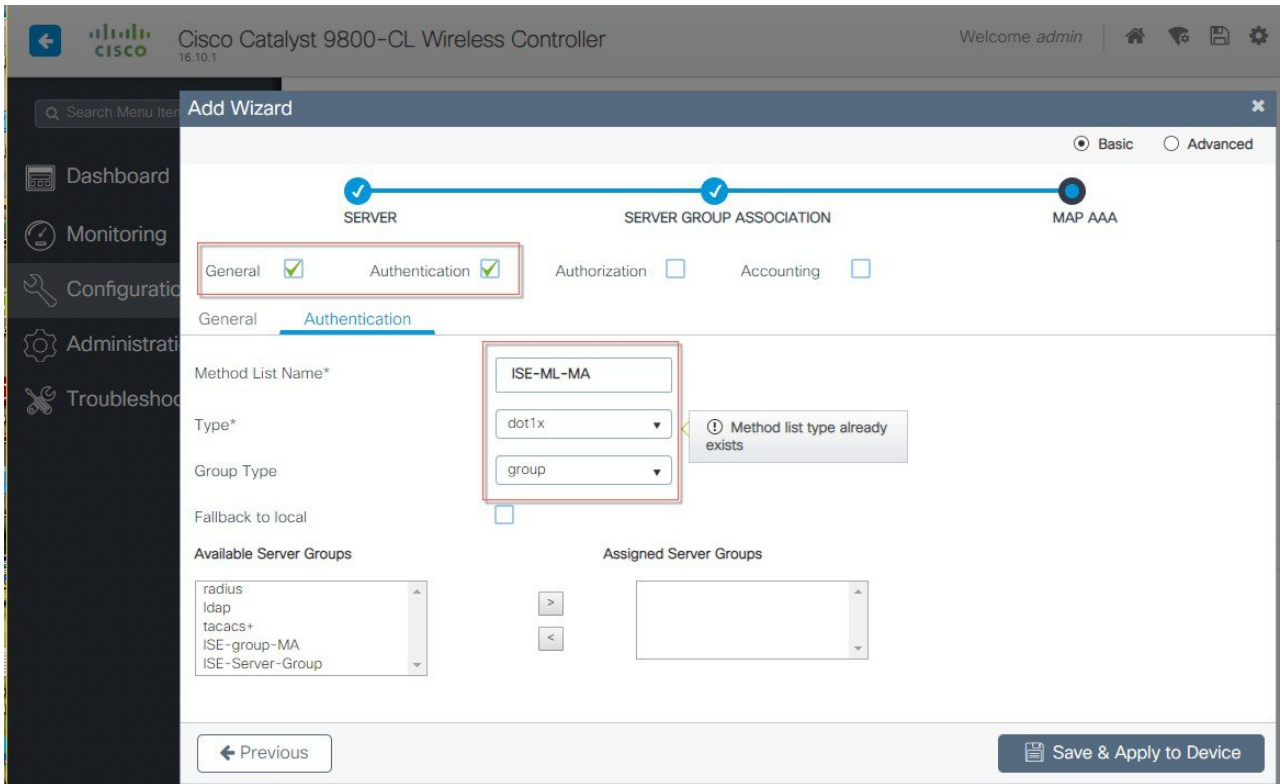 CISCO
Cisco Catalyst 9800-CL Wireless Controller
16.10.1
Welcome admin
Search Menu Iten
Add Wizard
Basic
Advanced
Dashboard
Monitoring
Configuratio
Administrati
Troubleshoo
SERVER
SERVER GROUP ASSOCIATION
MAP AAA
General
Authentication
Authorization
Accounting
General
Authentication
Method List Name*
ISE-ML-MA
Type*
dot1x
Method list type already
exists
Group Type
group
Fallback to local
Available Server Groups
Assigned Server Groups
radius
ldap
tacacs+
ISE-group-MA
ISE-Server-Group
>
<
Previous
Save & Apply to Device